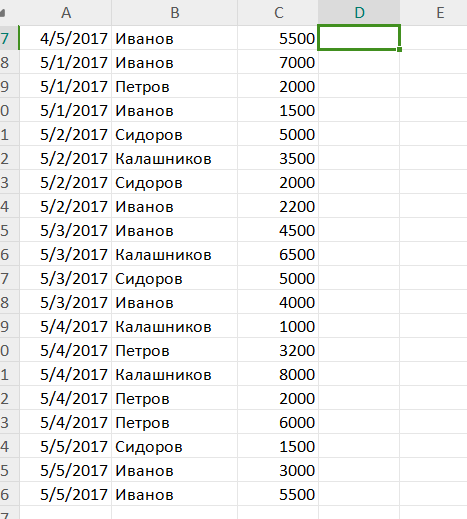 A B C D E
7 4/5/2017 Иванов 5500
8 5/1/2017 Иванов 7000
9 5/1/2017 Петров 2000
0 5/1/2017 Иванов 1500
1 5/2/2017 Сидоров 5000
2 5/2/2017 Калашников 3500
3 5/2/2017 Сидоров 2000
4 5/2/2017 Иванов 2200
5 5/3/2017 Иванов 4500
6 5/3/2017 Калашников 6500
7 5/3/2017 Сидоров 5000
8 5/3/2017 Иванов 4000
9 5/4/2017 Калашников 1000
0 5/4/2017 Петров 3200
1 5/4/2017 Калашников 8000
2 5/4/2017 Петров 2000
3 5/4/2017 Петров 6000
4 5/5/2017 Сидоров 1500
5 5/5/2017 Иванов 3000
6 5/5/2017 Иванов 5500
7